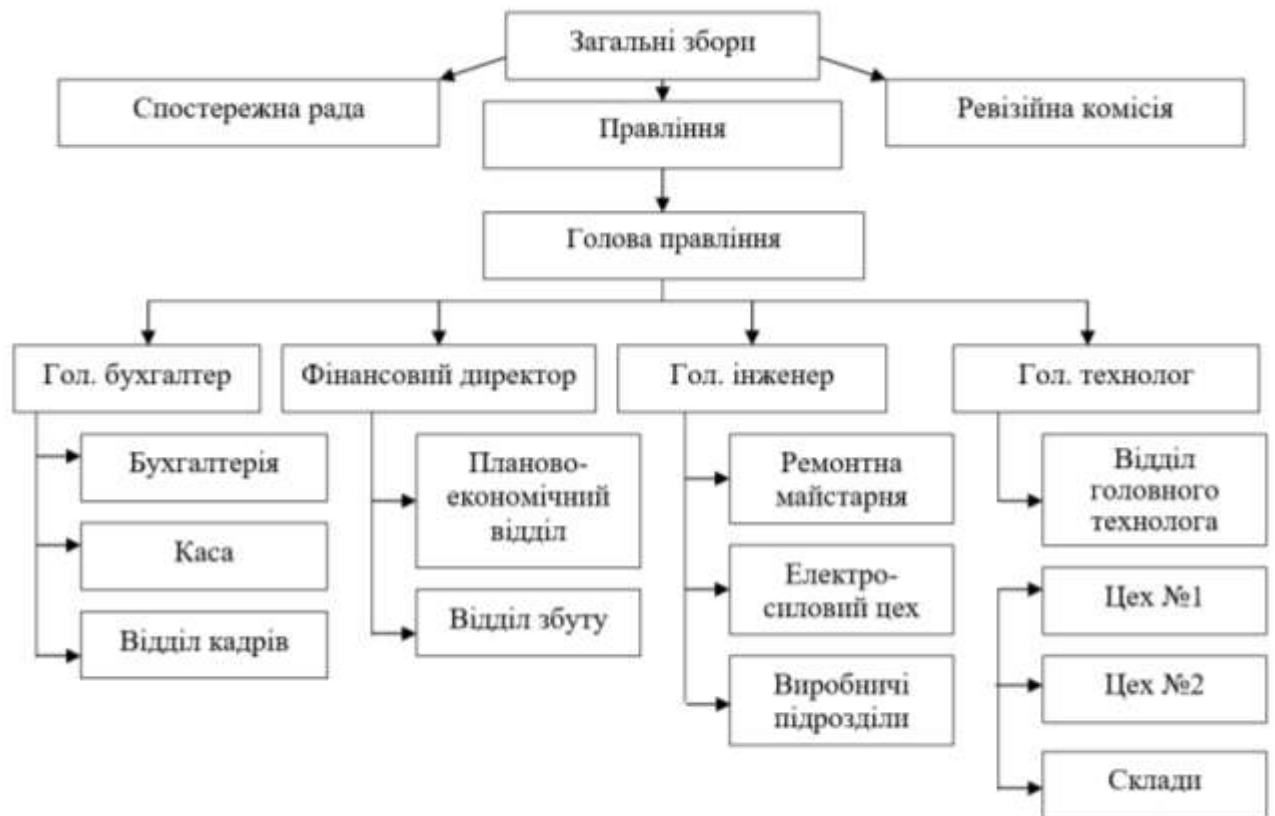 Загальні збори
Спостережна рада
Правління
Ревізійна комісія
Голова правління
Гол. бухгалтер
Фінансовий директор
Гол. інженер
Гол. технолог
Бухгалтерія
Каса
Відділ кадрів
Планово-
економічний
відділ
Відділ збуту
Ремонтна
майстарня
Електро-
силовий цех
Виробничі
підрозділи
Відділ
головного
технолога
Цех №1
Цех №2
Склади